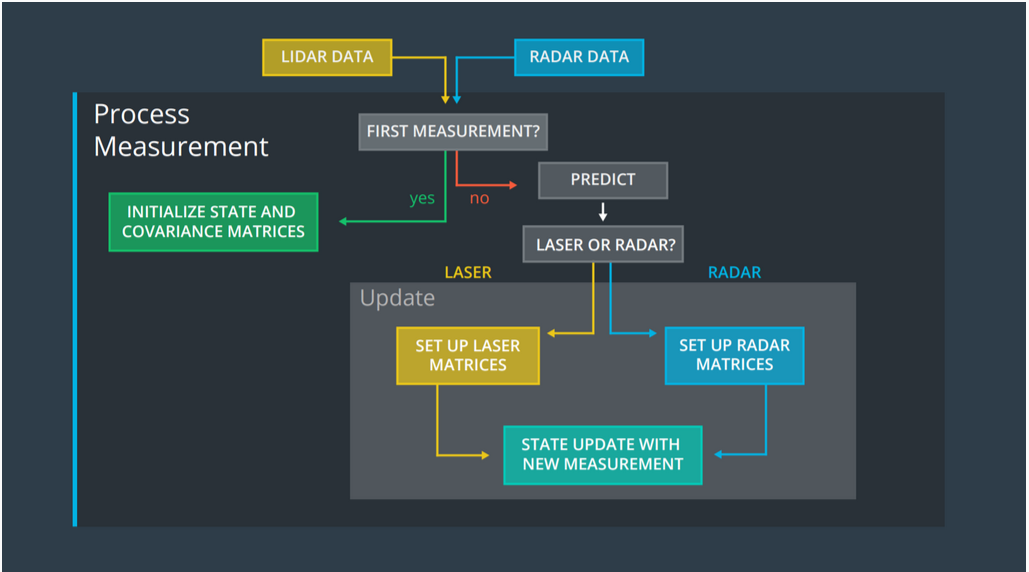 LIDAR DATA
RADAR DATA
Process
Measurement
FIRST MEASUREMENT?
PREDICT
yes
no
INITIALIZE STATE AND
COVARIANCE MATRICES
LASER OR RADAR?
LASER
RADAR
Update
SET UP LASER
MATRICES
SET UP RADAR
MATRICES
STATE UPDATE WITH
NEW MEASUREMENT